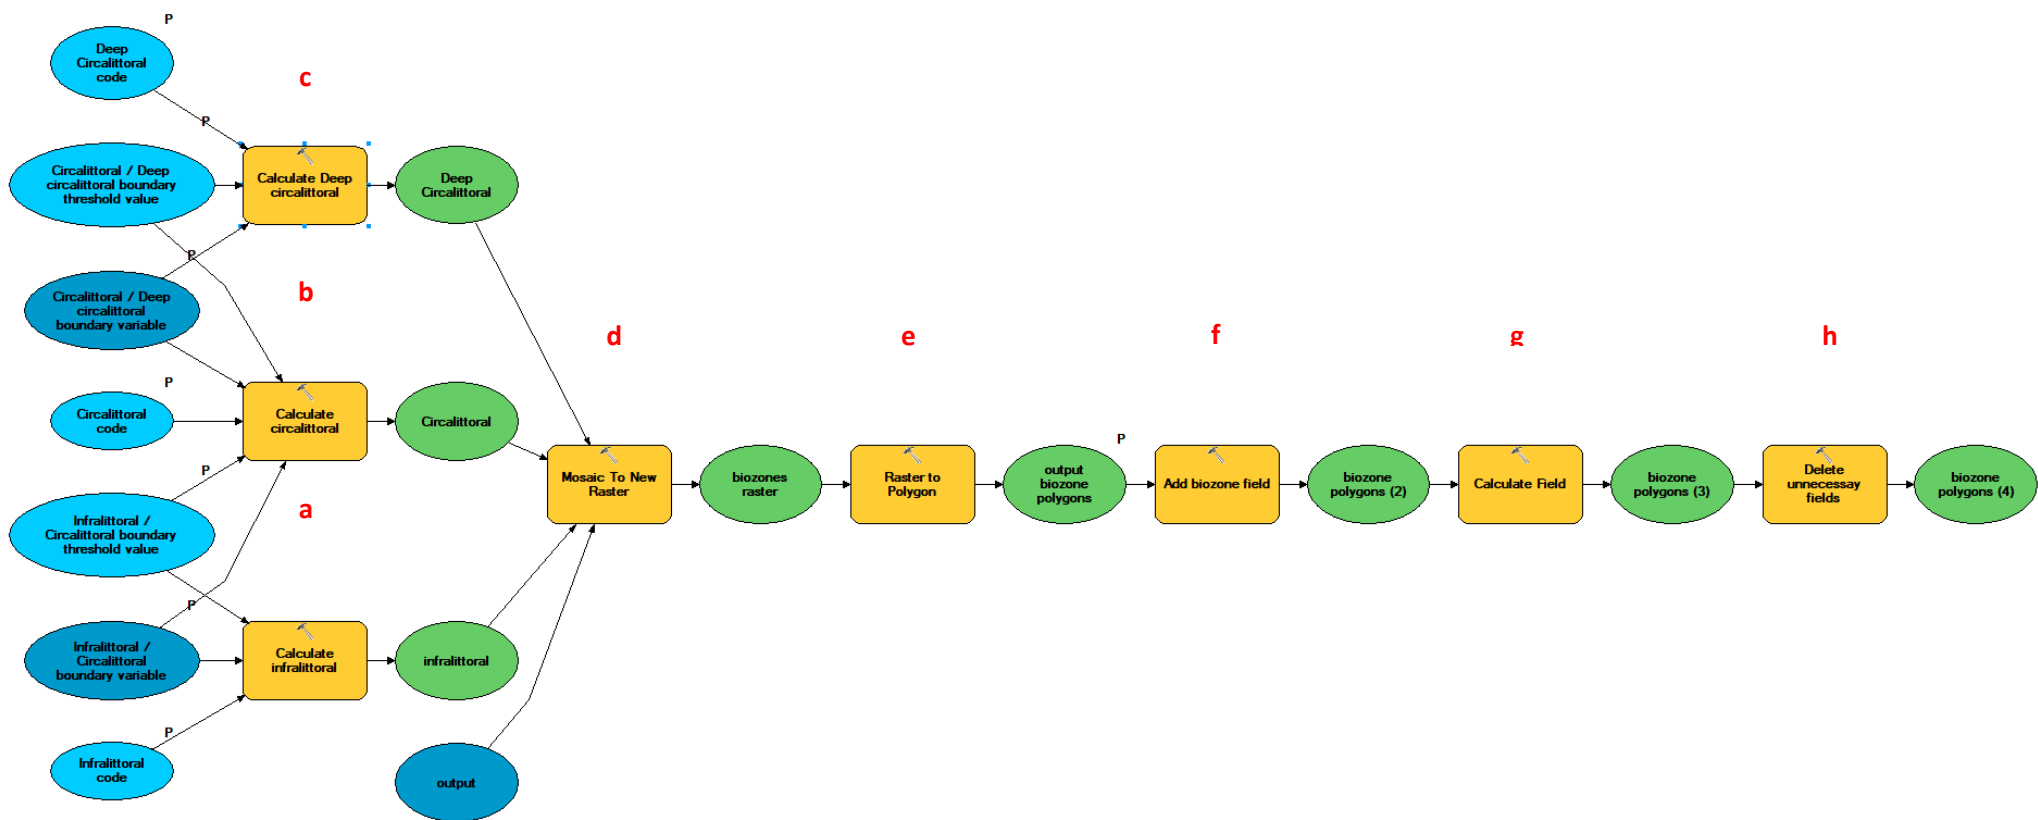 P
Deep
Circalittoral
code
c
P
Circalittoral / Deep
circalittoral boundary
threshold value
Calculate Deep
circalittoral
Deep
Circalittoral
P
Circalittoral / Deep
circalittoral
boundary variable
b
P
Circalittoral
code
Calculate
circalittoral
Circalittoral
P
Infralittoral /
Circalittoral boundary
threshold value
a
P
Infralittoral /
Circalittoral
boundary variable
Calculate
infralittoral
infralittoral
P
Infralittoral
code
output
d
Mosaic To New
Raster
biozones
raster
e
Raster to
Polygon
P
output
biozone
polygons
f
Add biozone field
biozone
polygons (2)
g
Calculate Field
biozone
polygons (3)
h
Delete
unnecessay
fields
biozone
polygons (4)